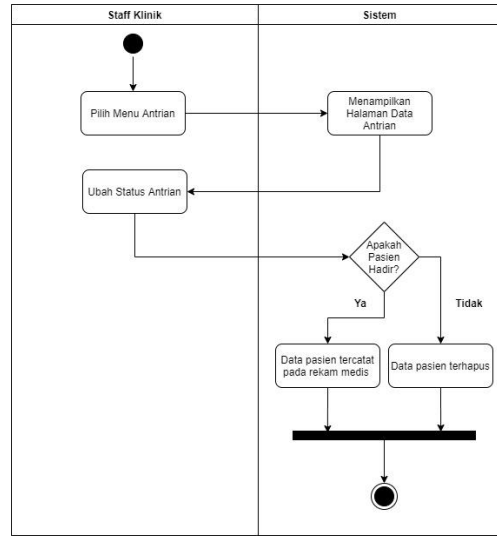 Staff Klinik
Sistem
Pilih Menu Antrian
Menampilkan
Halaman Data
Antrian
Ubah Status Antrian
Apakah
Pasien
Hadir?
Ya
Tidak
Data pasien tercatat
pada rekam medis
Data pasien terhapus